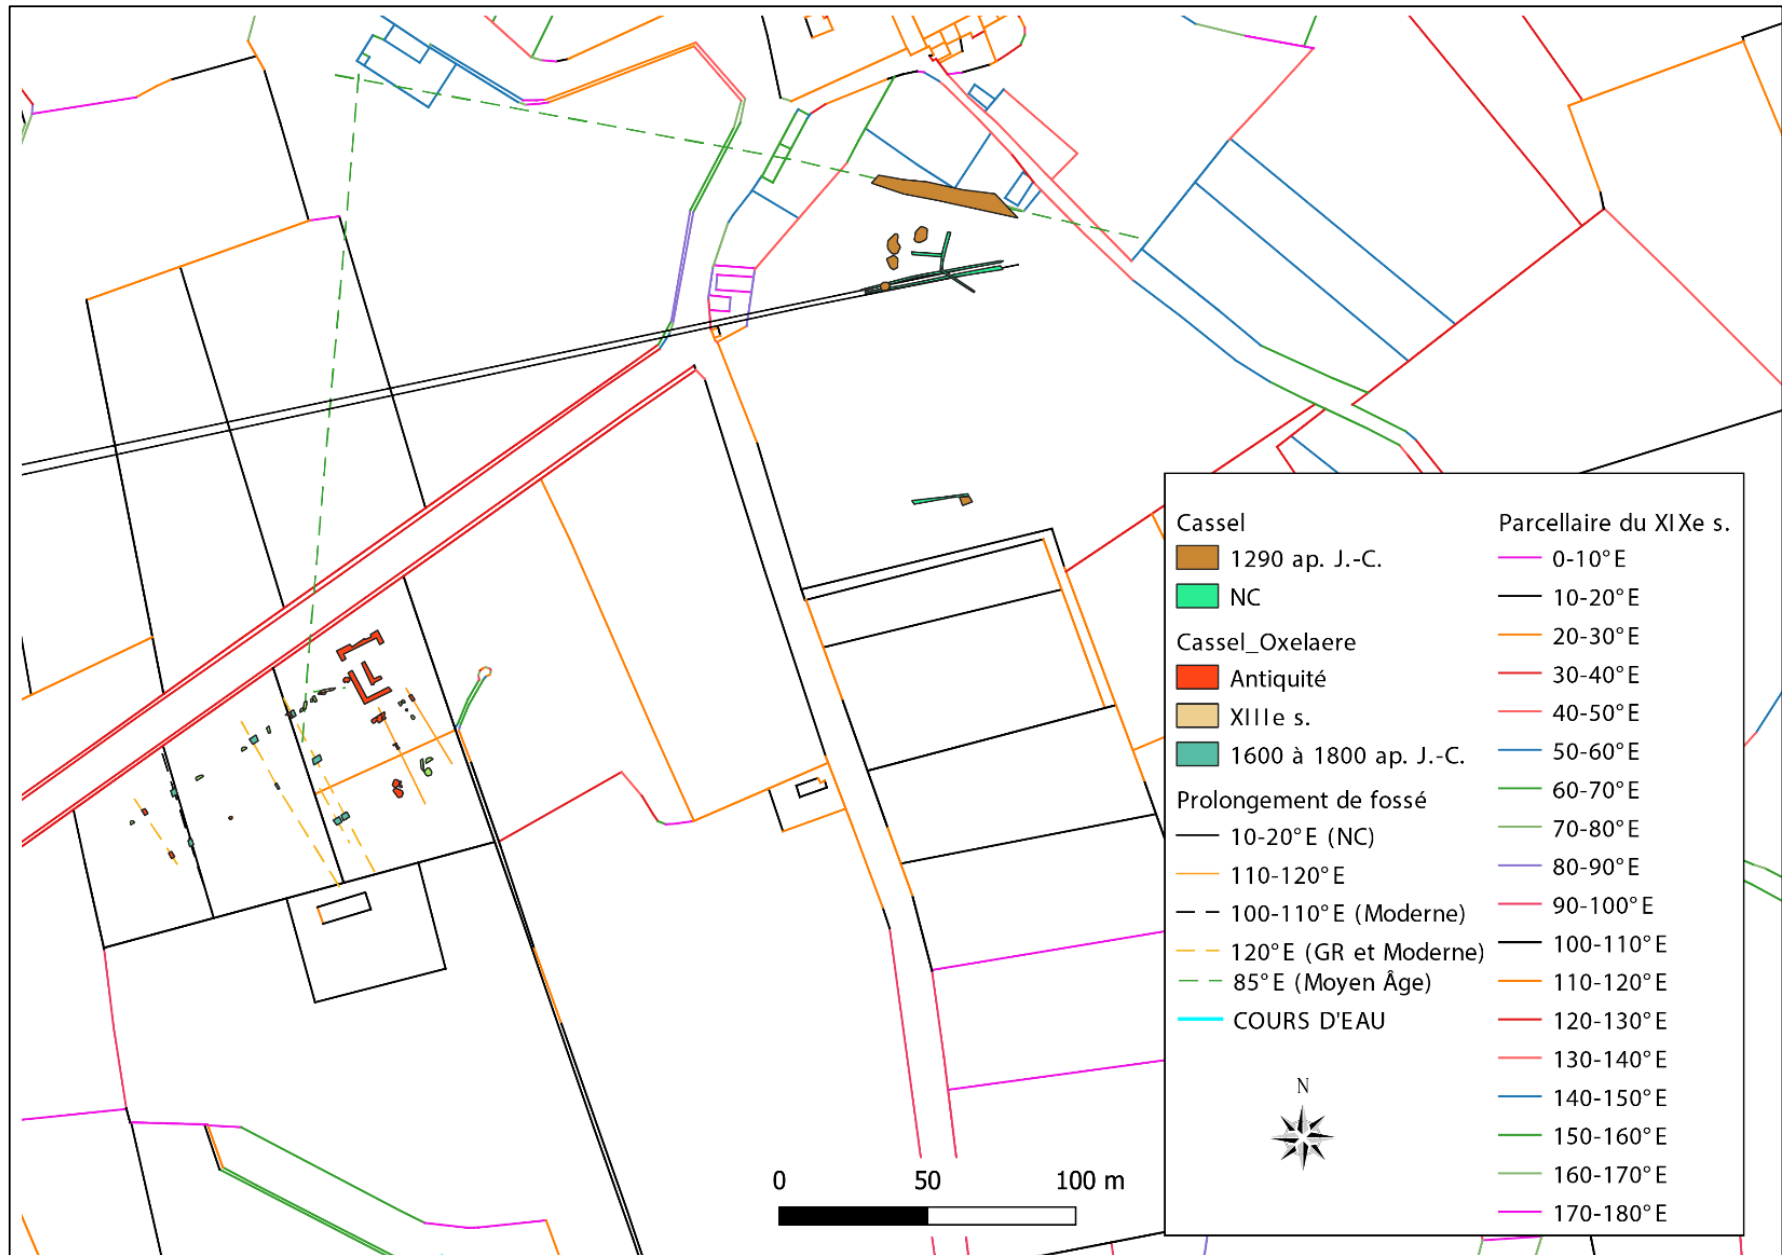 Cassel
1290 ap. J.-C.
NC
Cassel_Oxelaere
Antiquité
XIIIe s.
1600 à 1800 ap. J.-C.
Prolongement de fossé
10-20°E (NC)
110-120°E
100-110°E (Moderne)
120°E (GR et Moderne)
85°E (Moyen Âge)
COURS D'EAU
Parcellaire du XIXe s.
0-10°E
10-20°E
20-30°E
30-40°E
40-50°E
50-60°E
60-70°E
70-80°E
80-90°E
90-100°E
100-110°E
110-120°E
120-130°E
130-140°E
140-150°E
150-160°E
160-170°E
170-180°E
N
0 50 100 m